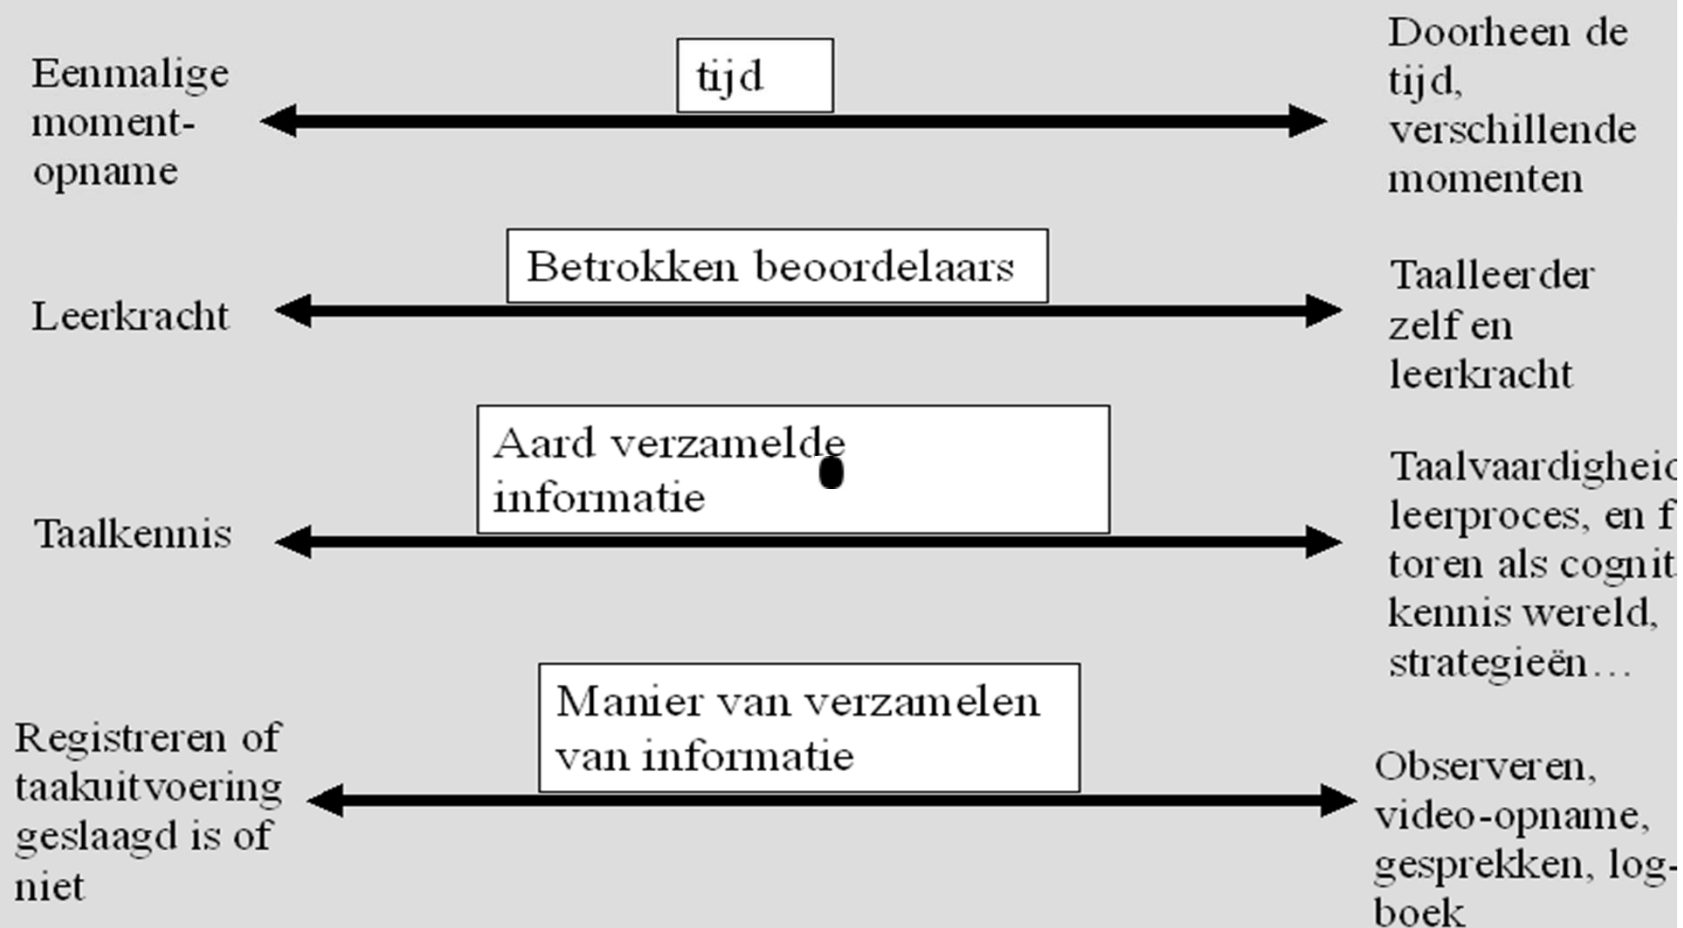 Eenmalige
moment-
opname
tijd
Doorheen de
tijd,
verschillende
momenten
Leerkracht
Betrokken beoordelaars
Taalleerder
zelf en
leerkracht
Taalkennis
Aard verzamelde
informatie
leerproces, en
toren als
kennis wereld,
strategieën…
Registreren of
taakuitvoering
geslaagd is of
niet
Manier van verzamelen
van informatie
Observeren,
video-opname,
gesprekken, log-
boek